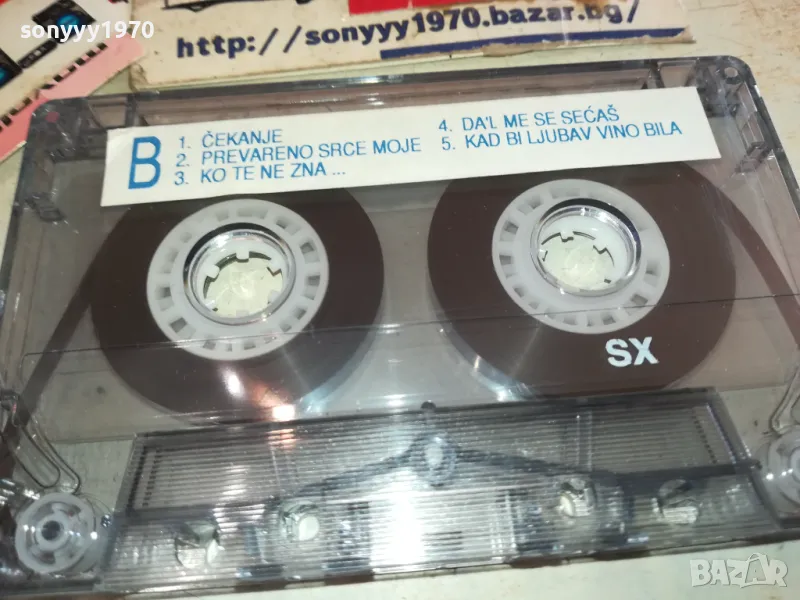 sonyyy1970
http://sonyyy1970.bazar.bg/
B
1. ČEKANJE
2. PREVARENO SRCE MOJE
3. KO TE NE ZNA ...
4. DA'L ME SE SEĆAŠ
5. KAD BI LJUBAV VINO BILA
SX
BAZAR